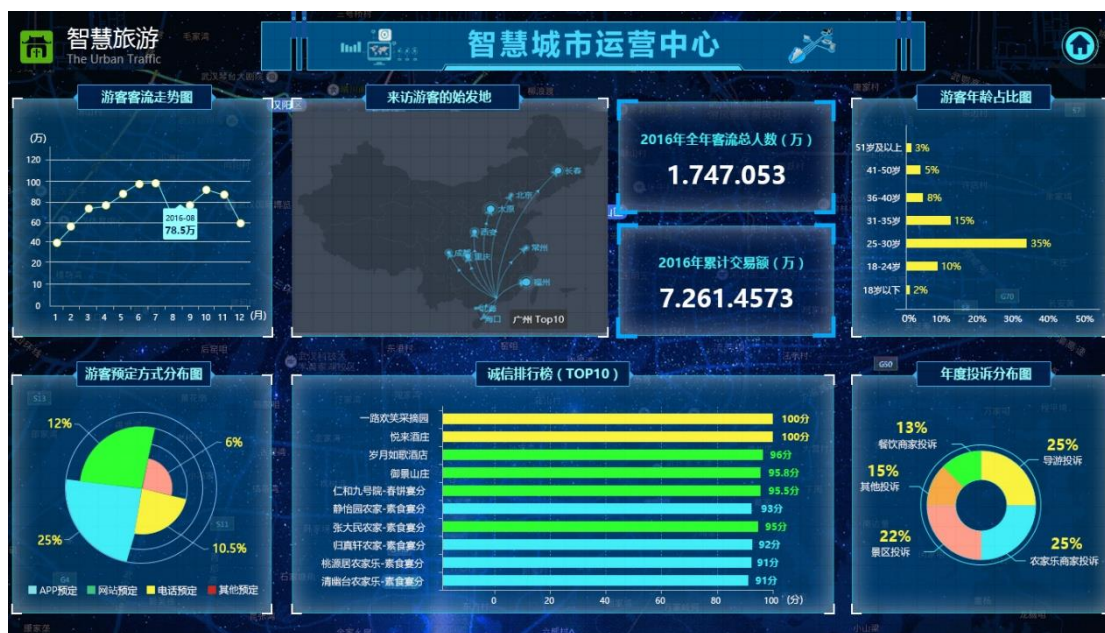 智慧旅游
The Urban Traffic
智慧城市运营中心
游客客流走势图
(万)
120
100
80
60
40
20
10
0
2016-08
78.5万
1 2 3 4 5 6 7 8 9 10 11 12 (月)
来访游客的始发地
长春
北京
太原
西安
成都
重庆
常州
福州
海口
广州 Top10
2016年全年客流总人数(万)
1.747.053
2016年累计交易额(万)
7.261.4573
游客年龄占比图
51岁及以上 3%
41-50岁 5%
36-40岁 8%
31-35岁 15%
25-30岁 35%
18-24岁 10%
18岁以下 2%
0% 10% 20% 30% 40% 50%
游客预定方式分布图
12%
6%
25%
10.5%
APP预定 网站预定 电话预定 其他预定
诚信排行榜(TOP10)
一路欢笑采摘园 100分
悦来酒庄 100分
岁月如歌酒店 96分
御景山庄 95.8分
仁和九号院-春饼宴分 95.5分
静怡园农家-素食宴分 93分
张大民农家-素食宴分 95分
归真轩农家-素食宴分 92分
桃源居农家乐-素食宴分 91分
清幽台农家乐-素食宴分 91分
0 20 40 60 80 100 (分)
年度投诉分布图
13%
餐饮商家投诉
25%
导游投诉
15%
其他投诉
22%
景区投诉
25%
农家乐商家投诉